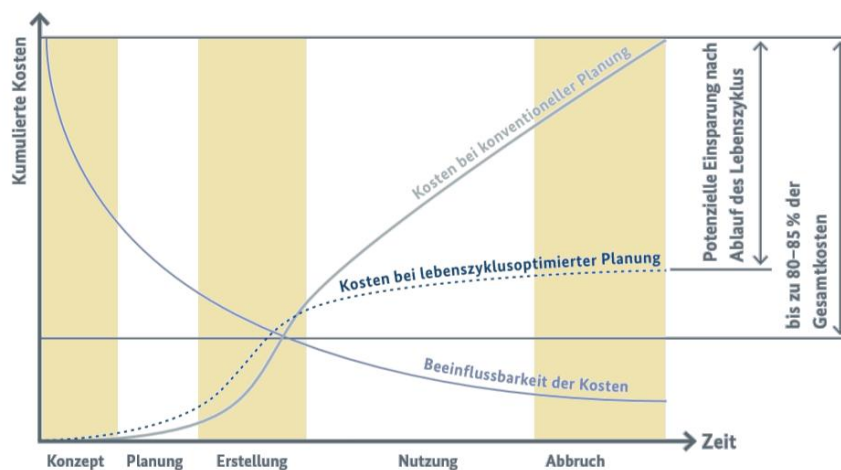 Kumulierte Kosten
Kosten bei konventioneller Planung
Kosten bei lebenszyklusoptimierter Planung
Beeinflussbarkeit der Kosten
Potenzielle Einsparung nach
Ablauf des Lebenszyklus
bis zu 80–85 % der
Gesamtkosten
Zeit
Konzept
Planung
Erstellung
Nutzung
Abbruch